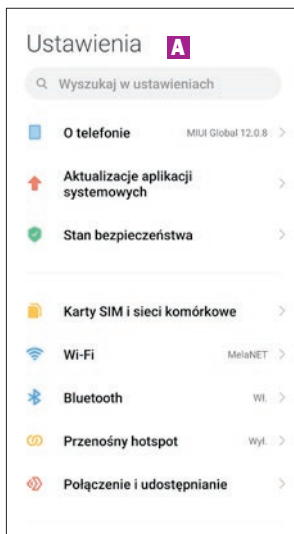 Ustawienia A
Wyszukaj w ustawieniach
O telefonie MIUI Global 12.0.8
Aktualizacje aplikacji
systemowych
Stan bezpieczeństwa
Karty SIM i sieci komórkowe
Wi-Fi MelaNET
Bluetooth Wł.
Przenośny hotspot Wył.
Połączenie i udostępnianie